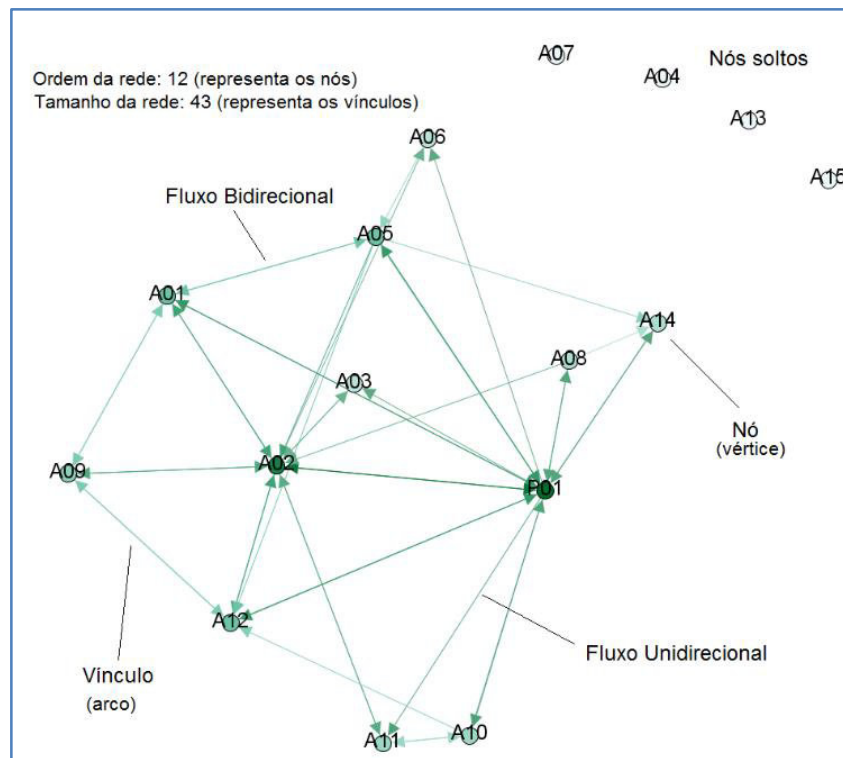 A07
A04
Nós soltos
Ordem da rede: 12 (representa os nós)
Tamanho da rede: 43 (representa os vínculos)
A13
A06
A15
Fluxo Bidirecional
A05
A01
A14
A08
A03
Nó
(vértice)
A02
A09
P01
A12
Fluxo Unidirecional
Vínculo
(arco)
A11
A10